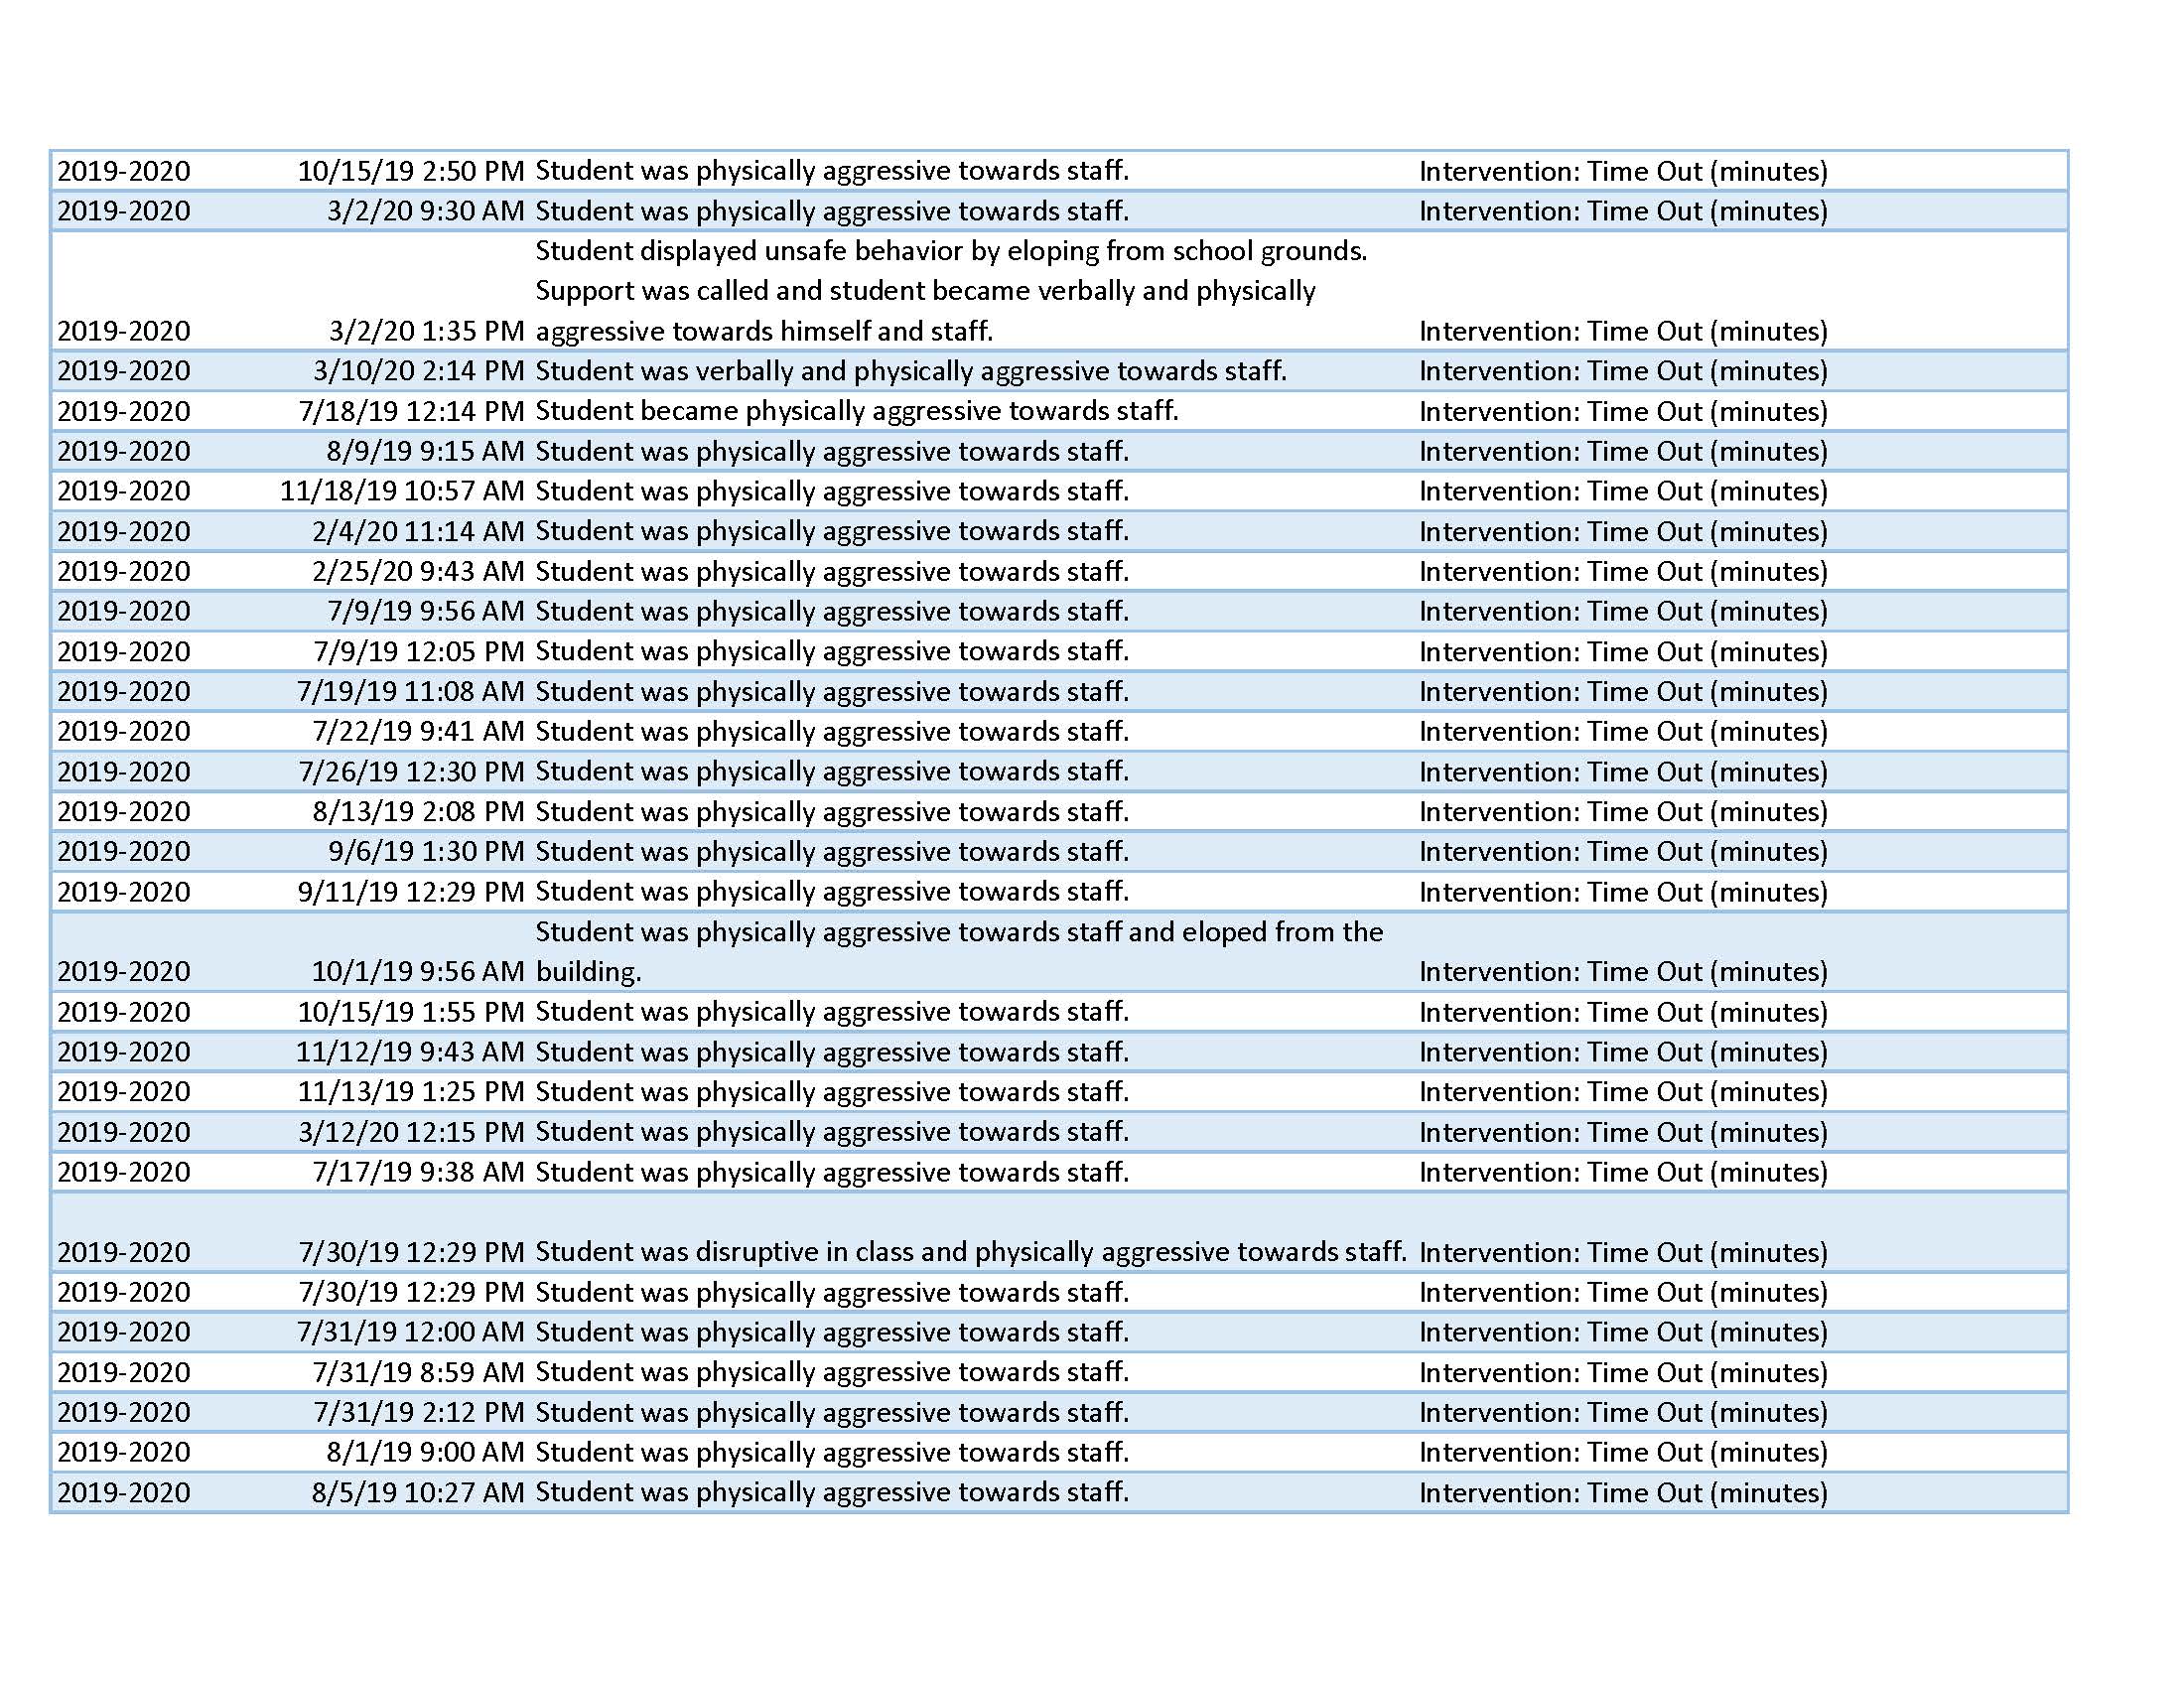 2019-2020 10/15/19 2:50 PM Student was physically aggressive towards staff. Intervention: Time Out (minutes)
2019-2020 3/2/20 9:30 AM Student was physically aggressive towards staff. Intervention: Time Out (minutes)
Student displayed unsafe behavior by eloping from school grounds.
Support was called and student became verbally and physically
2019-2020 3/2/20 1:35 PM aggressive towards himself and staff. Intervention: Time Out (minutes)
2019-2020 3/10/20 2:14 PM Student was verbally and physically aggressive towards staff. Intervention: Time Out (minutes)
2019-2020 7/18/19 12:14 PM Student became physically aggressive towards staff. Intervention: Time Out (minutes)
2019-2020 8/9/19 9:15 AM Student was physically aggressive towards staff. Intervention: Time Out (minutes)
2019-2020 11/18/19 10:57 AM Student was physically aggressive towards staff. Intervention: Time Out (minutes)
2019-2020 2/4/20 11:14 AM Student was physically aggressive towards staff. Intervention: Time Out (minutes)
2019-2020 2/25/20 9:43 AM Student was physically aggressive towards staff. Intervention: Time Out (minutes)
2019-2020 7/9/19 9:56 AM Student was physically aggressive towards staff. Intervention: Time Out (minutes)
2019-2020 7/9/19 12:05 PM Student was physically aggressive towards staff. Intervention: Time Out (minutes)
2019-2020 7/19/19 11:08 AM Student was physically aggressive towards staff. Intervention: Time Out (minutes)
2019-2020 7/22/19 9:41 AM Student was physically aggressive towards staff. Intervention: Time Out (minutes)
2019-2020 7/26/19 12:30 PM Student was physically aggressive towards staff. Intervention: Time Out (minutes)
2019-2020 8/13/19 2:08 PM Student was physically aggressive towards staff. Intervention: Time Out (minutes)
2019-2020 9/6/19 1:30 PM Student was physically aggressive towards staff. Intervention: Time Out (minutes)
2019-2020 9/11/19 12:29 PM Student was physically aggressive towards staff. Intervention: Time Out (minutes)
Student was physically aggressive towards staff and eloped from the
2019-2020 10/1/19 9:56 AM building. Intervention: Time Out (minutes)
2019-2020 10/15/19 1:55 PM Student was physically aggressive towards staff. Intervention: Time Out (minutes)
2019-2020 11/12/19 9:43 AM Student was physically aggressive towards staff. Intervention: Time Out (minutes)
2019-2020 11/13/19 1:25 PM Student was physically aggressive towards staff. Intervention: Time Out (minutes)
2019-2020 3/12/20 12:15 PM Student was physically aggressive towards staff. Intervention: Time Out (minutes)
2019-2020 7/17/19 9:38 AM Student was physically aggressive towards staff. Intervention: Time Out (minutes)
2019-2020 7/30/19 12:29 PM Student was disruptive in class and physically aggressive towards staff. Intervention: Time Out (minutes)
2019-2020 7/30/19 12:29 PM Student was physically aggressive towards staff. Intervention: Time Out (minutes)
2019-2020 7/31/19 12:00 AM Student was physically aggressive towards staff. Intervention: Time Out (minutes)
2019-2020 7/31/19 8:59 AM Student was physically aggressive towards staff. Intervention: Time Out (minutes)
2019-2020 7/31/19 2:12 PM Student was physically aggressive towards staff. Intervention: Time Out (minutes)
2019-2020 8/1/19 9:00 AM Student was physically aggressive towards staff. Intervention: Time Out (minutes)
2019-2020 8/5/19 10:27 AM Student was physically aggressive towards staff. Intervention: Time Out (minutes)